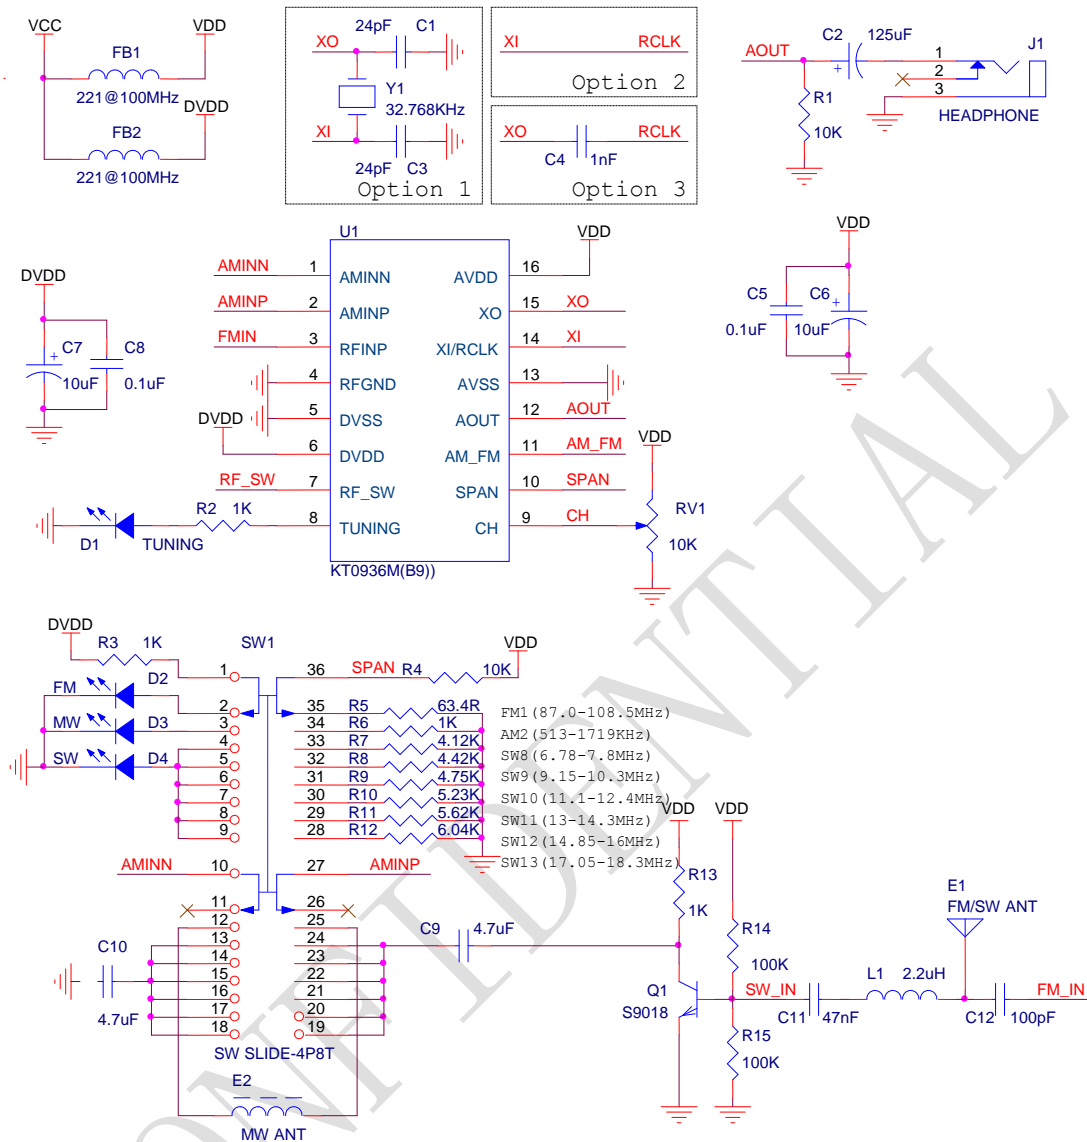 VCC
VDD
FB1
221@100MHz
DVDD
FB2
221@100MHz
24pF
C1
XO
Y1
32.768KHz
XI
24pF
C3
Option 1
XI
RCLK
Option 2
XO
RCLK
C4
1nF
Option 3
AOUT
C2
125uF
+
1
2
3
J1
R1
10K
HEADPHONE
DVDD
+
C7
C8
10uF
0.1uF
U1
VDD
AMINN
1
AMINN
AVDD
16
AMINP
2
AMINP
XO
15
XO
FMIN
3
RFINP
XI/RCLK
14
XI
4
RFGND
AVSS
13
5
DVSS
AOUT
12
AOUT
DVDD
6
DVDD
AM_FM
11
AM_FM
RF_SW
7
RF_SW
SPAN
10
SPAN
R2
1K
8
TUNING
CH
9
CH
D1
TUNING
KT0936M(B9))
VDD
RV1
10K
VDD
C5
C6
+
0.1uF
10uF
DVDD
R3
1K
SW1
VDD
1
36
SPAN
R4
10K
FM
D2
2
35
R5
63.4R
FM1(87.0-108.5MHz)
MW
D3
3
34
R6
1K
AM2(513-1719KHz)
4
33
R7
4.12K
SW8(6.78-7.8MHz)
SW
D4
5
32
R8
4.42K
SW9(9.15-10.3MHz)
6
31
R9
4.75K
SW10(11.1-12.4MHz)
7
30
R10
5.23K
SW11(13-14.3MHz)
8
29
R11
5.62K
SW12(14.85-16MHz)
9
28
R12
6.04K
SW13(17.05-18.3MHz)
AMINN
10
27
AMINP
11
26
12
25
13
24
14
23
15
22
16
21
17
20
18
19
C10
4.7uF
SW SLIDE-4P8T
E2
MW ANT
C9
4.7uF
VDD
VDD
R13
1K
R14
100K
Q1
S9018
SW_IN
R15
100K
C11
47nF
L1
2.2uH
E1
FM/SW ANT
C12
100pF
FM_IN
CONFIDENTIAL